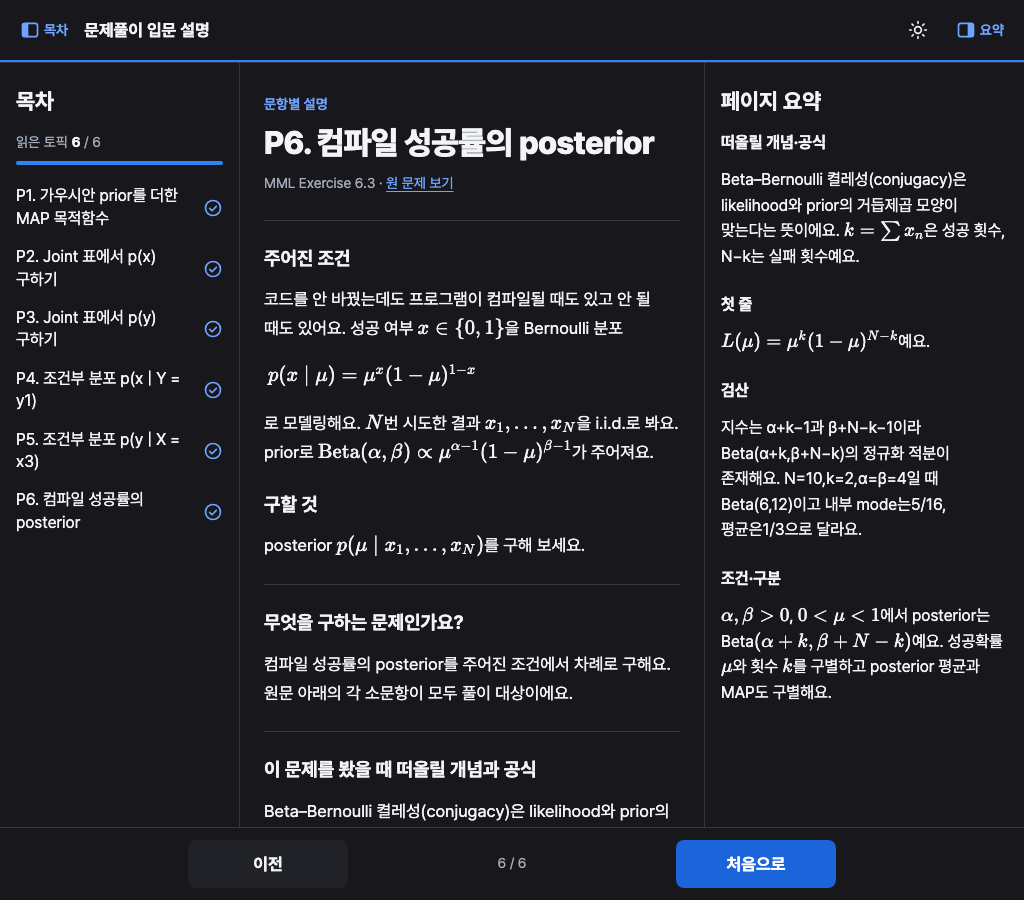 목차
문제풀이 입문 설명
요약
목차
읽은 토픽 6 / 6
P1. 가우시안 prior를 더한
MAP 목적함수
P2. Joint 표에서 p(x)
구하기
P3. Joint 표에서 p(y)
구하기
P4. 조건부 분포 p(x | Y =
y1)
P5. 조건부 분포 p(y | X =
x3)
P6. 컴파일 성공률의
posterior
문항별 설명
P6. 컴파일 성공률의 posterior
MML Exercise 6.3 · 원 문제 보기
주어진 조건
코드를 안 바꿨는데도 프로그램이 컴파일될 때도 있고 안 될
때도 있어요. 성공 여부 x ∈ {0, 1}을 Bernoulli 분포
p(x | μ) = μ^x(1 − μ)^{1−x}
로 모델링해요. N번 시도한 결과 x₁, . . . , x_N을 i.i.d.로 봐요.
prior로 Beta(α, β) ∝ μ^{α−1}(1 − μ)^{β−1}가 주어져요.
구할 것
posterior p(μ | x₁, . . . , x_N)를 구해 보세요.
무엇을 구하는 문제인가요?
컴파일 성공률의 posterior를 주어진 조건에서 차례로 구해요.
원문 아래의 각 소문항이 모두 풀이 대상이에요.
이 문제를 봤을 때 떠올릴 개념과 공식
Beta–Bernoulli 켤레성(conjugacy)은 likelihood와 prior의
페이지 요약
떠올릴 개념·공식
Beta–Bernoulli 켤레성(conjugacy)은
likelihood와 prior의 거듭제곱 모양이
맞는다는 뜻이에요. k = ∑ x_n은 성공 횟수,
N−k는 실패 횟수예요.
첫 줄
L(μ) = μ^k(1 − μ)^{N−k}예요.
검산
지수는 α+k−1과 β+N−k−1이라
Beta(α+k,β+N−k)의 정규화 적분이
존재해요. N=10,k=2,α=β=4일 때
Beta(6,12)이고 내부 mode는5/16,
평균은1/3으로 달라요.
조건·구분
α, β > 0, 0 < μ < 1에서 posterior는
Beta(α + k, β + N − k)예요. 성공확률
μ와 횟수 k를 구별하고 posterior 평균과
MAP도 구별해요.
이전
6 / 6
처음으로